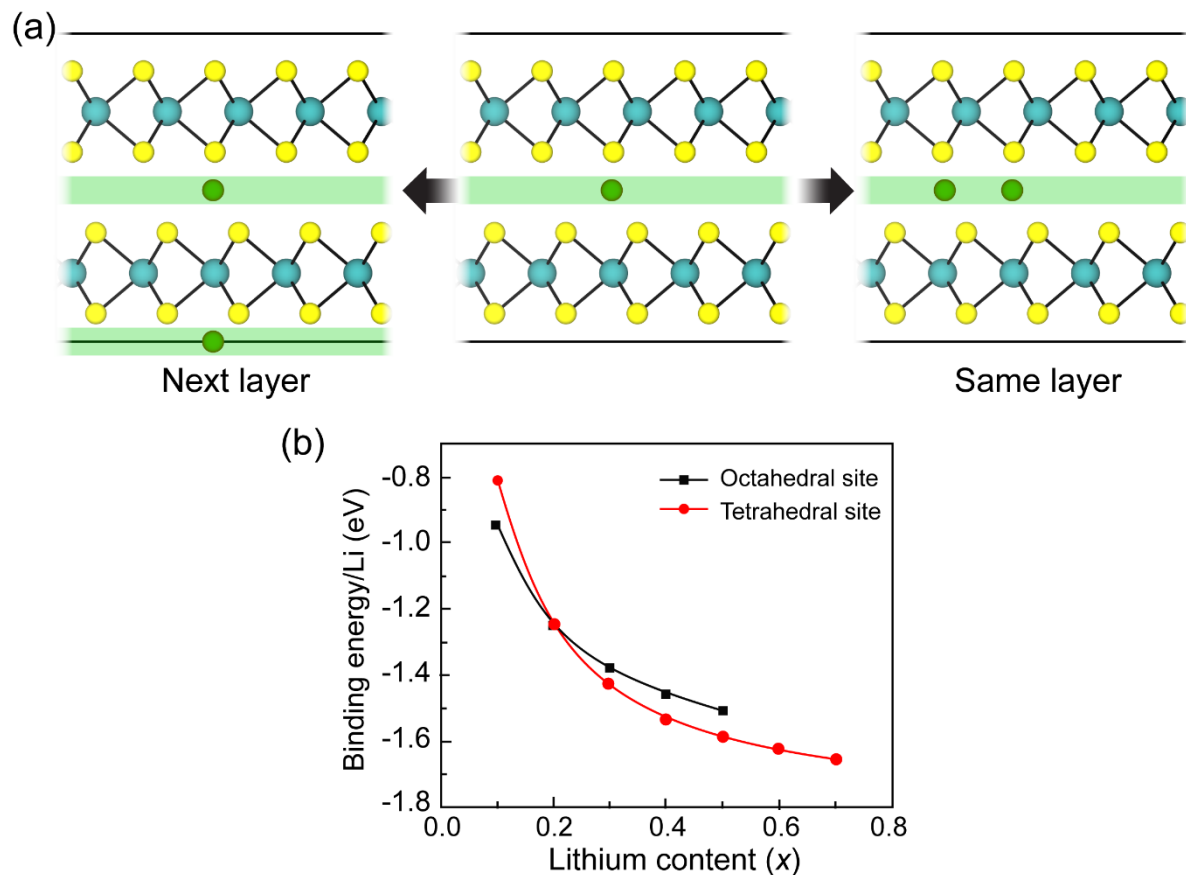 (a)
Next layer
Same layer
(b)
Octahedral site
Tetrahedral site
Binding energy/Li (eV)
-0.8
-1.0
-1.2
-1.4
-1.6
-1.8
0.0
0.2
0.4
0.6
0.8
Lithium content (x)